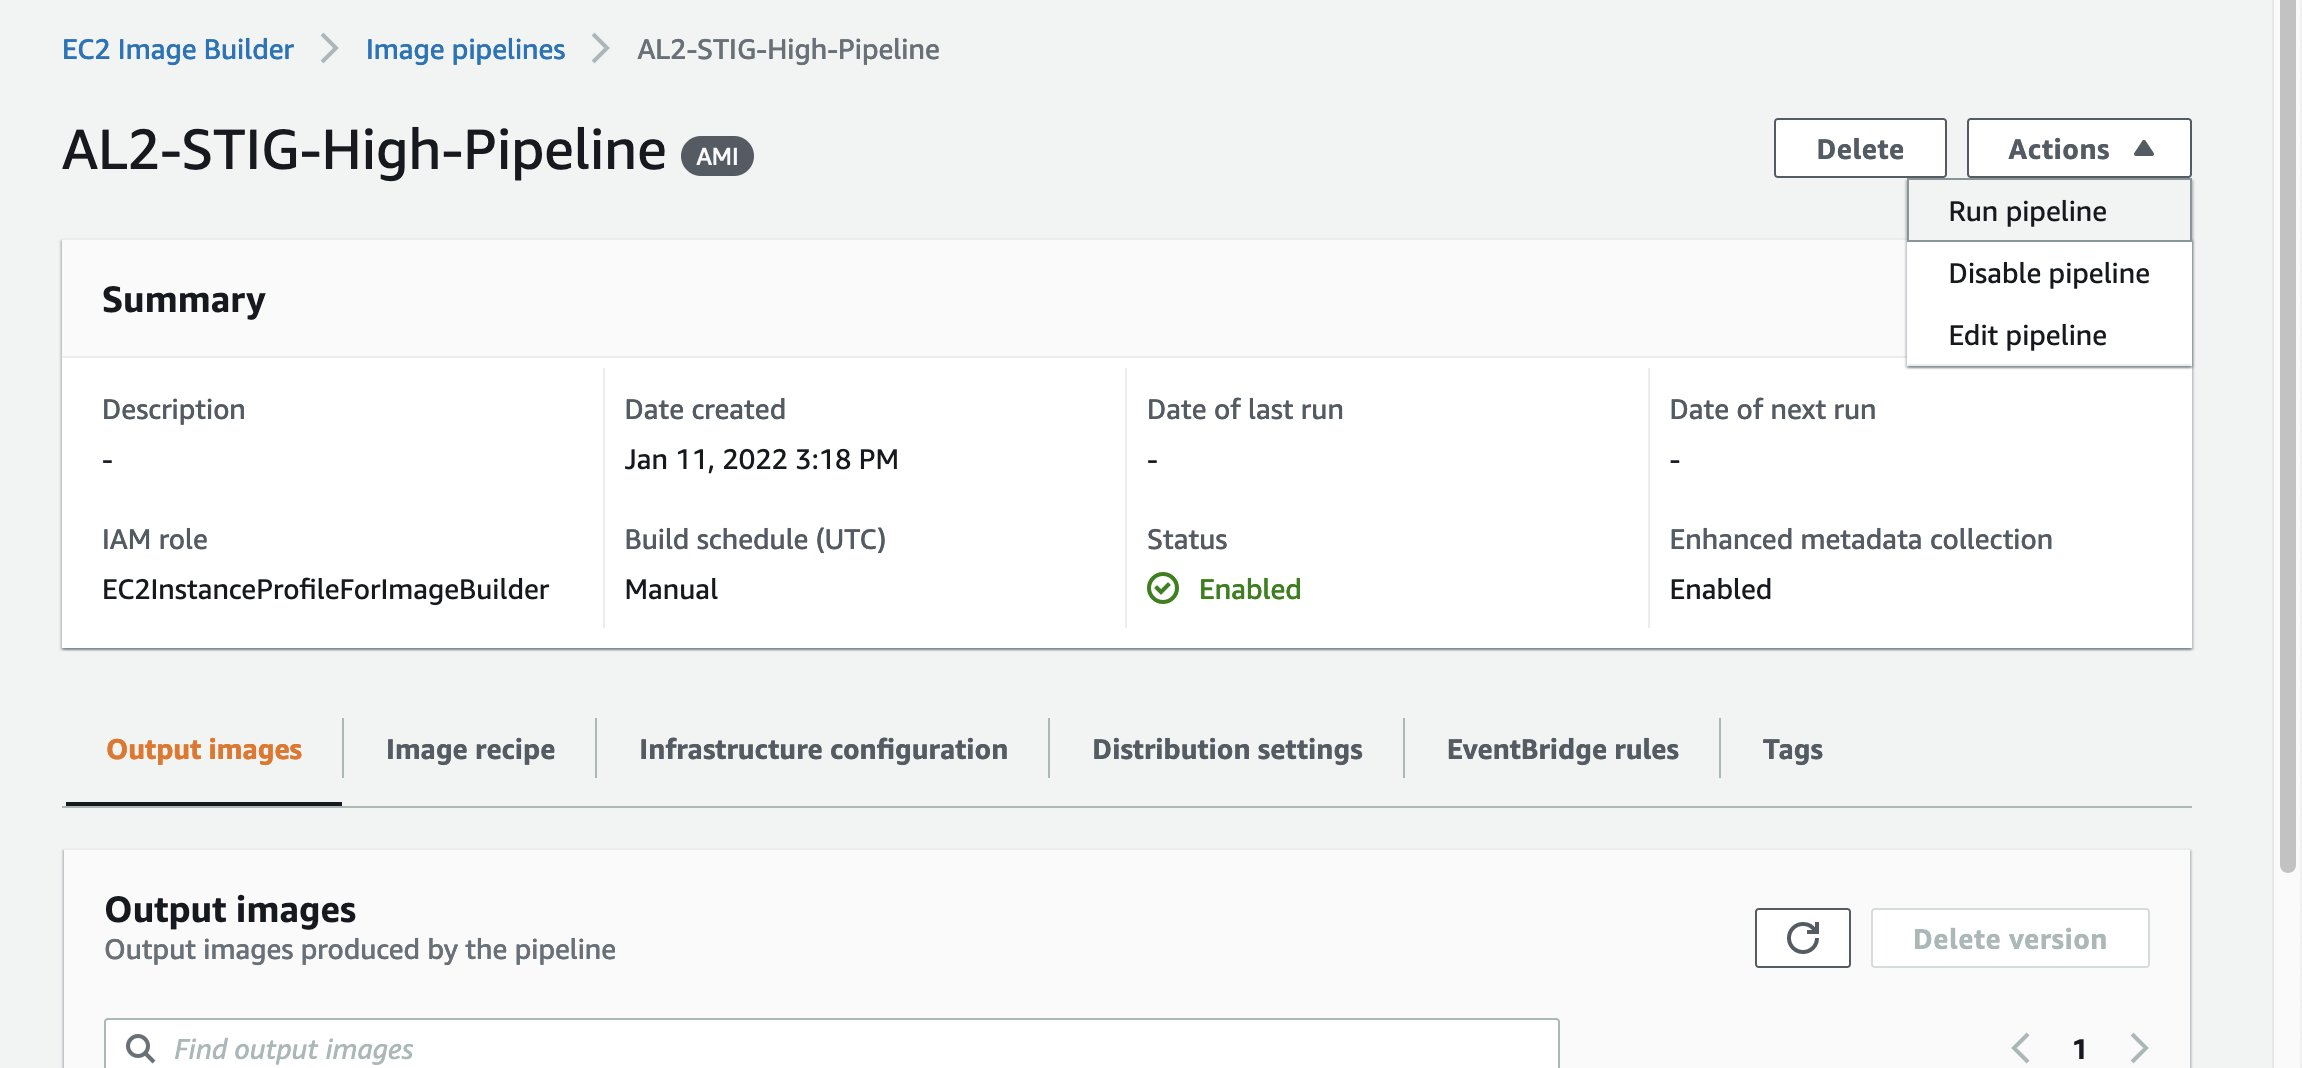 EC2 Image Builder
Image pipelines
AL2-STIG-High-Pipeline
AL2-STIG-High-Pipeline AMI
Delete
Actions
Run pipeline
Disable pipeline
Edit pipeline
Summary
Description
-
Date created
Jan 11, 2022 3:18 PM
Date of last run
-
Date of next run
-
IAM role
EC2InstanceProfileForImageBuilder
Build schedule (UTC)
Manual
Status
Enabled
Enhanced metadata collection
Enabled
Output images
Image recipe
Infrastructure configuration
Distribution settings
EventBridge rules
Tags
Output images
Output images produced by the pipeline
Delete version
Find output images
1